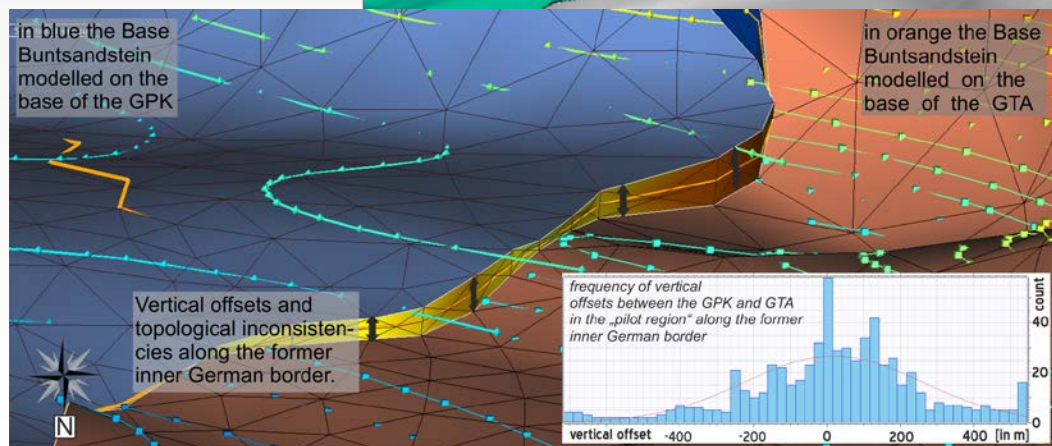 in blue the Base
Buntsandstein
modelled on the
base of the GPK
in orange the Base
Buntsandstein
modelled on the
base of the GTA
Vertical offsets and
topological inconsisten-
cies along the former
inner German border.
N
frequency of vertical
offsets between the GPK and GTA
in the „pilot region“ along the former
inner German border
count
40
20
0
vertical offset -400 -200 0 200 400 [in m]